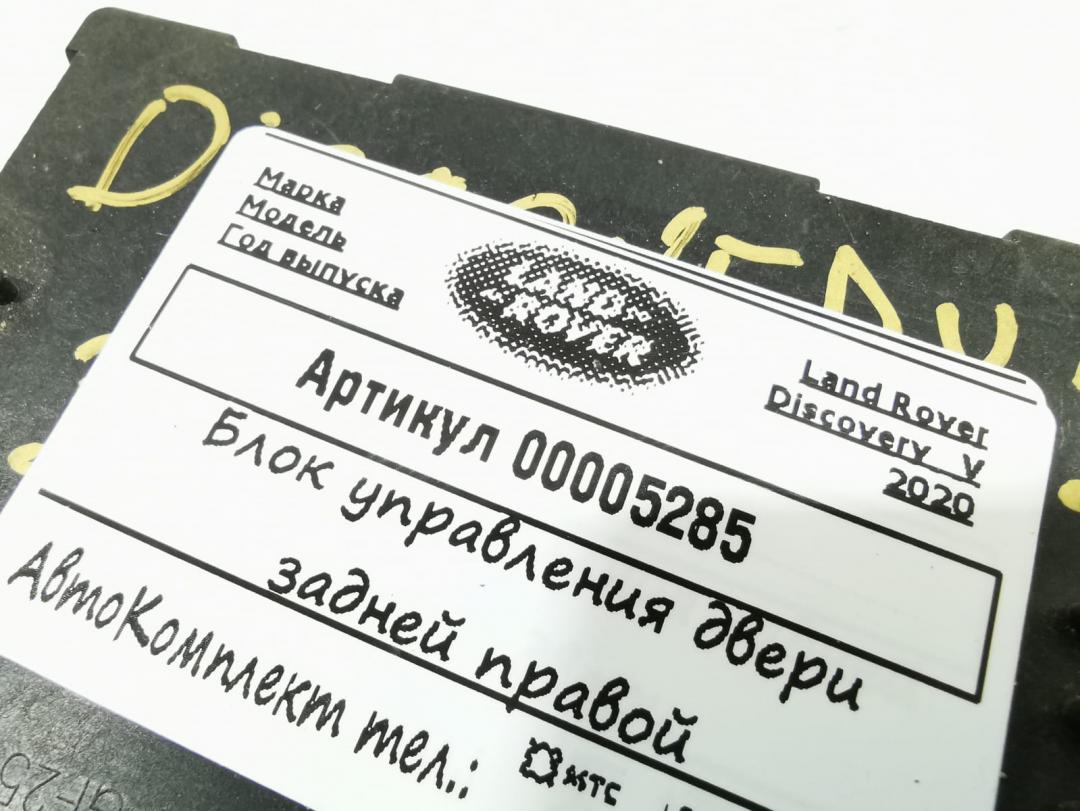 Марка
Модель
Год выпуска
LAND-
-ROVER
Land Rover
Discovery V
2020
Артикул 00005285
Блок управления двери
задней правой
АвтоКомплект тел.:
мтс